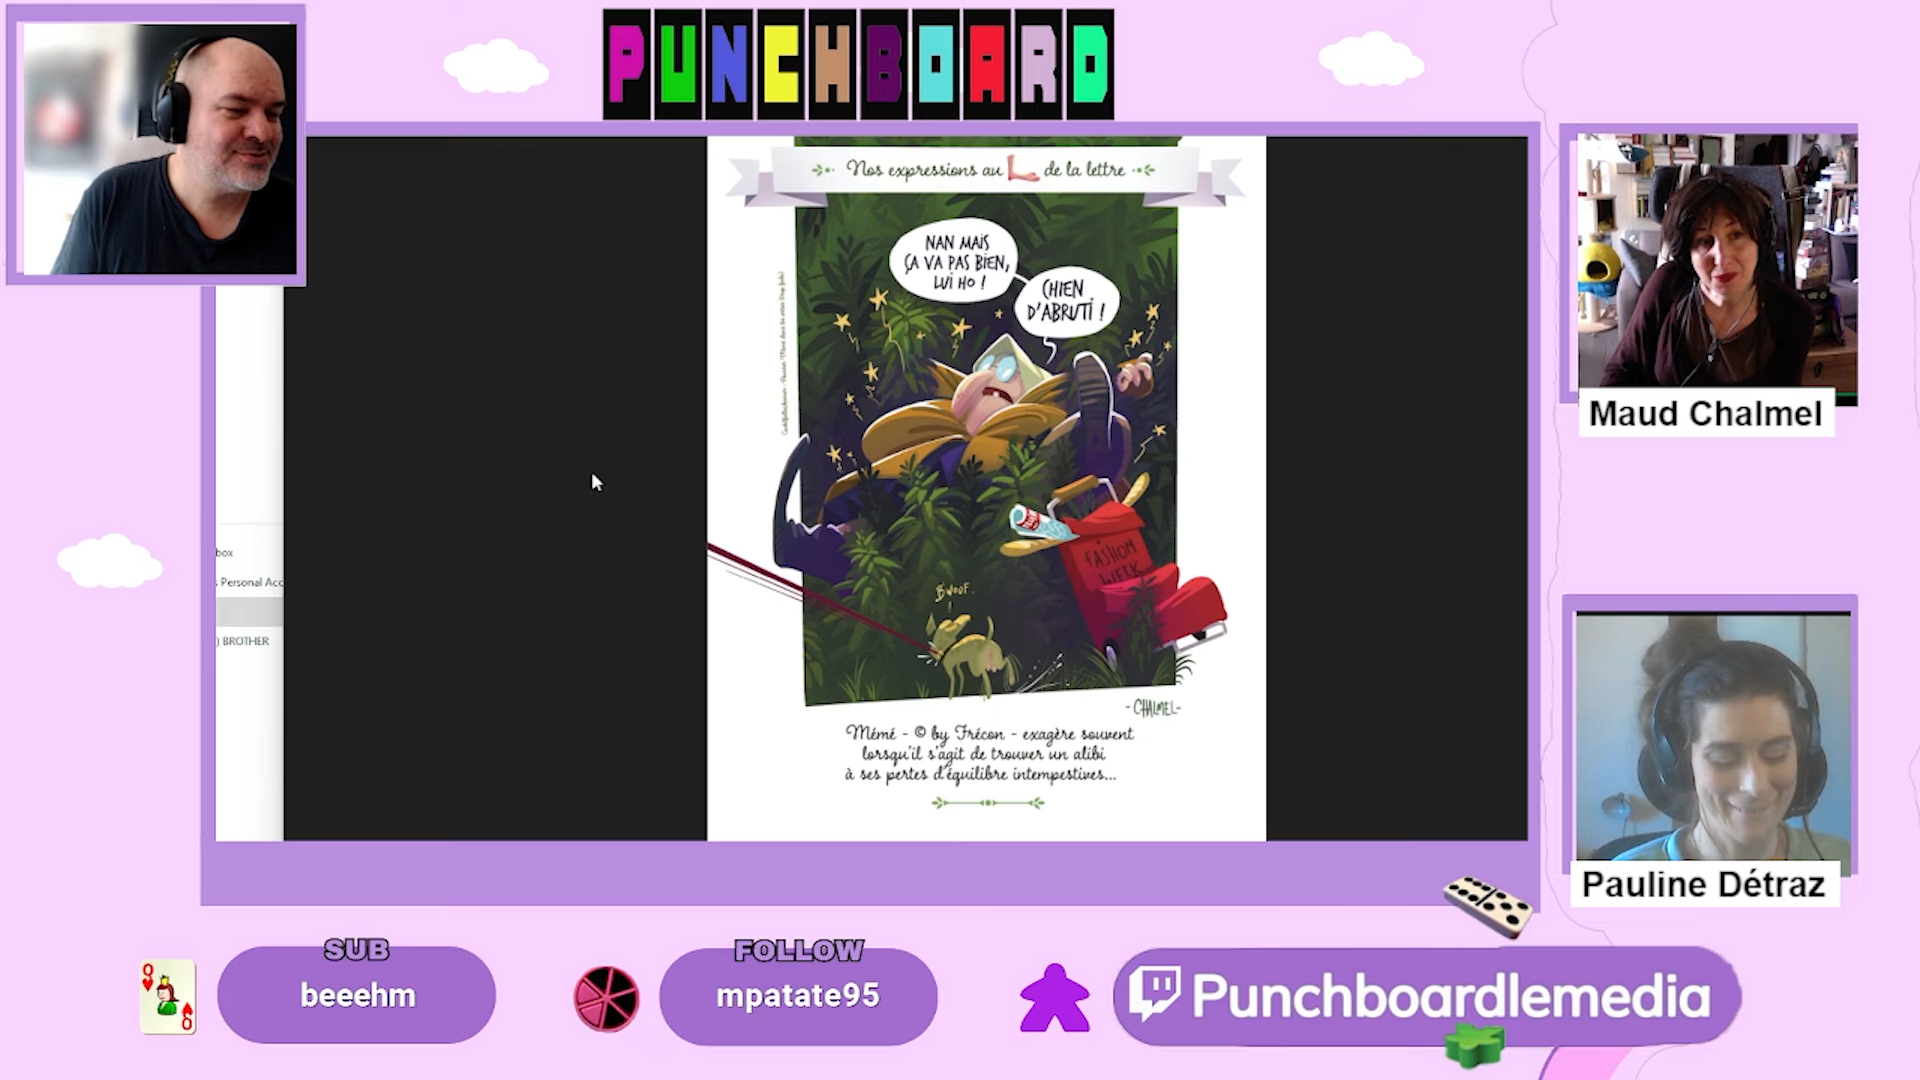 PUNCHBOARD
Nos expressions au de la lettre
NAN MAIS
ÇA VA PAS BIEN,
LUI HO !
CHIEN
D'ABRUTI !
FASHION
WEEK
BWOOF
!
-CHALMEL-
Mémé - © by Frécon - exagère souvent
lorsqu'il s'agit de trouver un alibi
à ses pertes d'équilibre intempestives...
box
Personal Acc
) BROTHER
Maud Chalmel
Pauline Détraz
SUB
beeehm
FOLLOW
mpatate95
Punchboardlemedia
Q
Q